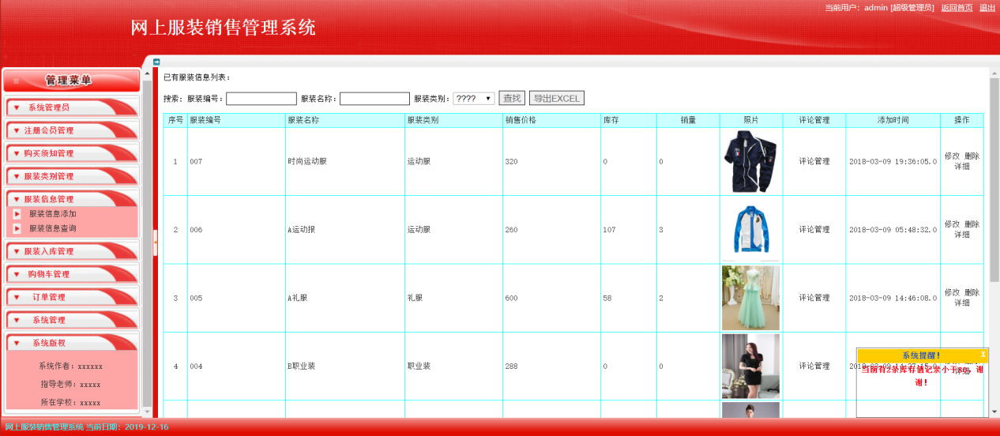 当前用户：admin [超级管理员] 返回首页 退出
网上服装销售管理系统
管理菜单
系统管理员
注册会员管理
购买须知管理
服装类别管理
服装信息管理
服装信息添加
服装信息查询
服装入库管理
购物车管理
订单管理
系统管理
系统版权
系统作者：xxxxxx
指导老师：xxxxx
所在学校：xxxxx
已有服装信息列表：
搜索：服装编号： 服装名称： 服装类别：???? 查找 导出EXCEL
序号 服装编号 服装名称 服装类别 销售价格 库存 销量 照片 评论管理 添加时间 操作
1 007 时尚运动服 运动服 320 0 0 评论管理 2018-03-09 19:36:05.0 修改 删除
详细
2 006 A运动报 运动服 260 107 3 评论管理 2018-03-09 05:48:32.0 修改 删除
详细
3 005 A礼服 礼服 600 58 2 评论管理 2018-03-09 14:46:08.0 修改 删除
详细
4 004 B职业装 职业装 288 0 0 评论管理
系统提醒！ X
当前有2条库存值记录小于
谢
谢！
网上服装销售管理系统 当前日期：2019-12-16